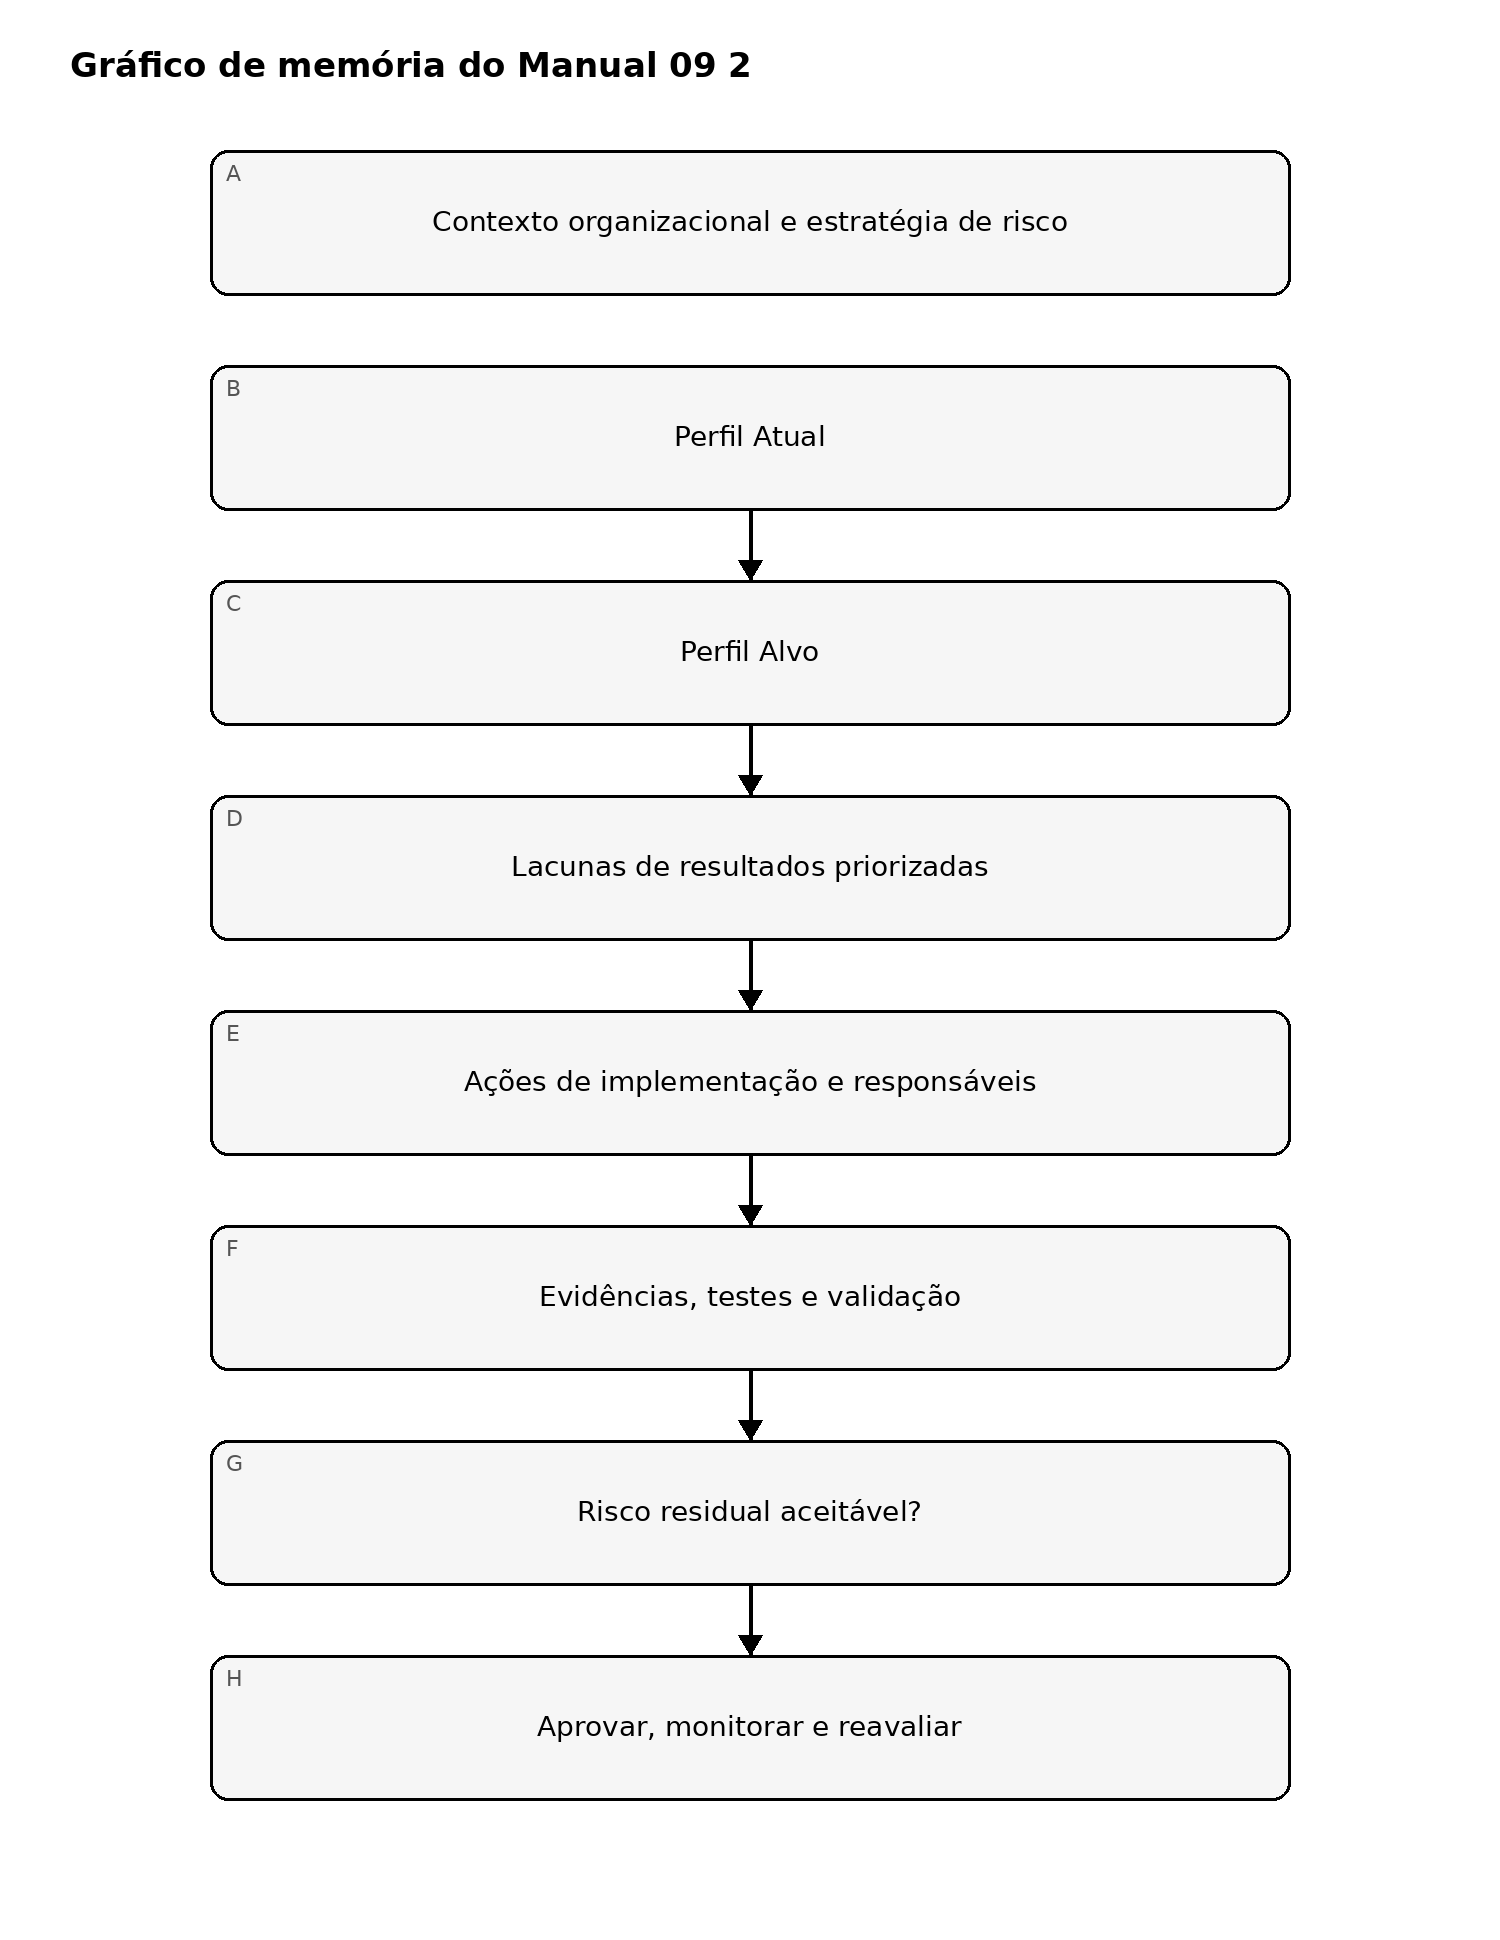 Gráfico de memória do Manual 09 2
A
Contexto organizacional e estratégia de risco
B
Perfil Atual
C
Perfil Alvo
D
Lacunas de resultados priorizadas
E
Ações de implementação e responsáveis
F
Evidências, testes e validação
G
Risco residual aceitável?
H
Aprovar, monitorar e reavaliar